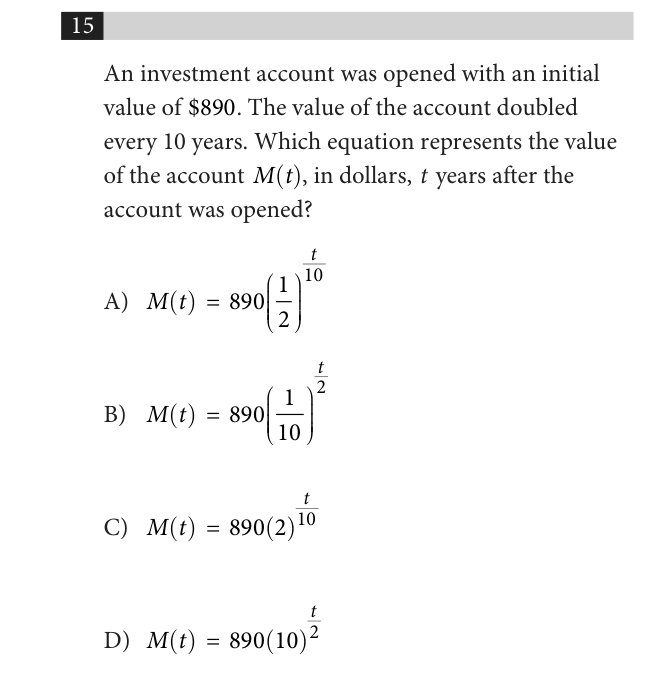 15
An investment account was opened with an initial
value of $890. The value of the account doubled
every 10 years. Which equation represents the value
of the account M(t), in dollars, t years after the
account was opened?
A) M(t) = 890(1/2)^(t/10)
B) M(t) = 890(1/10)^(t/2)
C) M(t) = 890(2)^(t/10)
D) M(t) = 890(10)^(t/2)